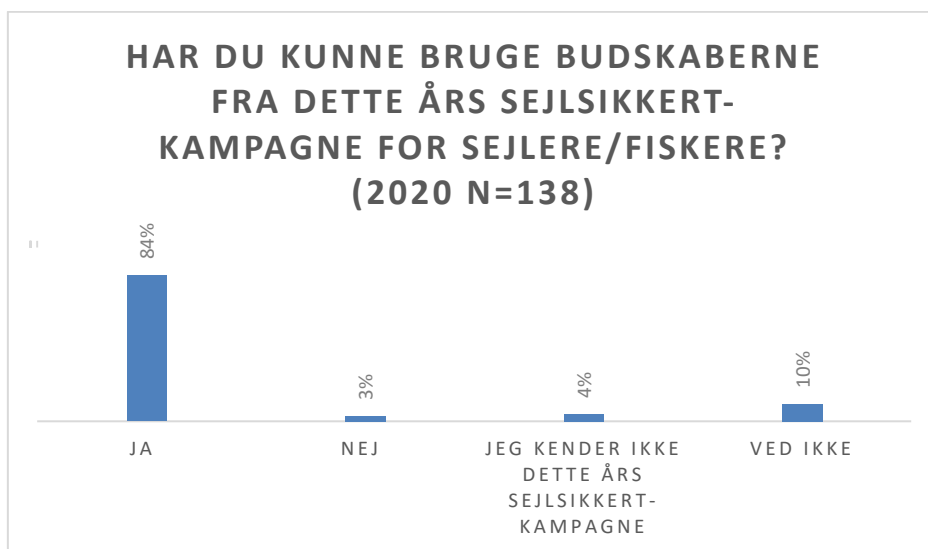 HAR DU KUNNE BRUGE BUDSKABERNE
FRA DETTE ÅRS SEJLSIKKERT-
KAMPAGNE FOR SEJLERE/FISKERE?
(2020 N=138)
84%
3%
4%
10%
JA
NEJ
JEG KENDER IKKE
DETTE ÅRS
SEJLSIKKERT-
KAMPAGNE
VED IKKE